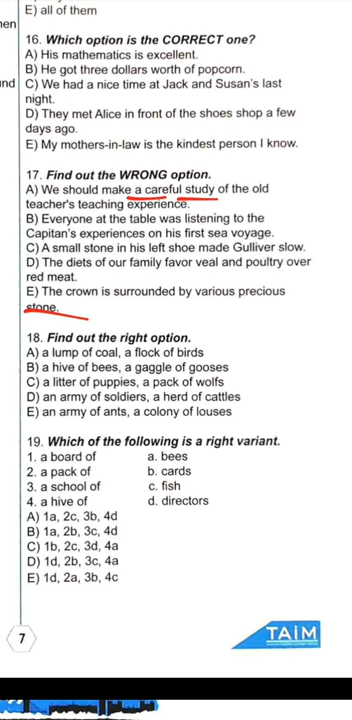 E) all of them
16. Which option is the CORRECT one?
A) His mathematics is excellent.
B) He got three dollars worth of popcorn.
C) We had a nice time at Jack and Susan's last
night.
D) They met Alice in front of the shoes shop a few
days ago.
E) My mothers-in-law is the kindest person I know.
17. Find out the WRONG option.
A) We should make a careful study of the old
teacher's teaching experience.
B) Everyone at the table was listening to the
Capitan's experiences on his first sea voyage.
C) A small stone in his left shoe made Gulliver slow.
D) The diets of our family favor veal and poultry over
red meat.
E) The crown is surrounded by various precious
stone.
18. Find out the right option.
A) a lump of coal, a flock of birds
B) a hive of bees, a gaggle of gooses
C) a litter of puppies, a pack of wolfs
D) an army of soldiers, a herd of cattles
E) an army of ants, a colony of louses
19. Which of the following is a right variant.
1. a board of a. bees
2. a pack of b. cards
3. a school of c. fish
4. a hive of d. directors
A) 1a, 2c, 3b, 4d
B) 1a, 2b, 3c, 4d
C) 1b, 2c, 3d, 4a
D) 1d, 2b, 3c, 4a
E) 1d, 2a, 3b, 4c
7
TAIM